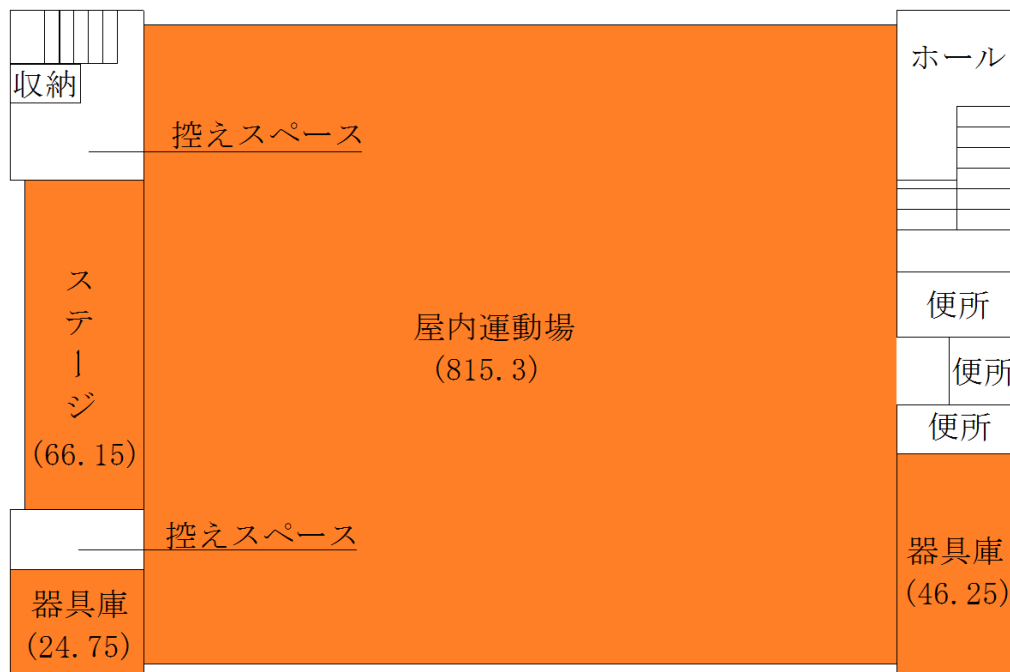 収納
控えスペース
ステージ
(66.15)
控えスペース
器具庫
(24.75)
屋内運動場
(815.3)
ホール
便所
便所
便所
器具庫
(46.25)